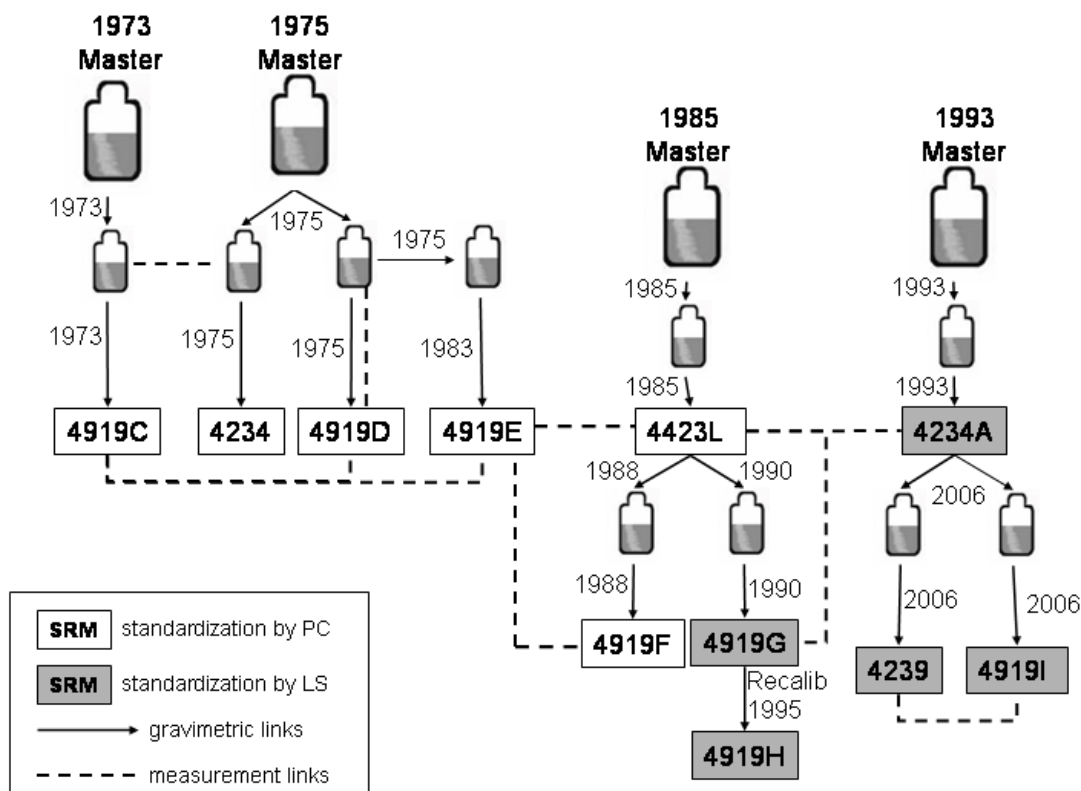 1973
Master
1975
Master
1985
Master
1993
Master
1973
1975
1975
1985
1993
1973
1975
1975
1983
1985
1993
4919C
4234
4919D
4919E
4423L
4234A
1988
1990
2006
1988
1990
2006
2006
4919F
4919G
4239
4919I
Recalib
1995
4919H
SRM standardization by PC
SRM standardization by LS
gravimetric links
measurement links